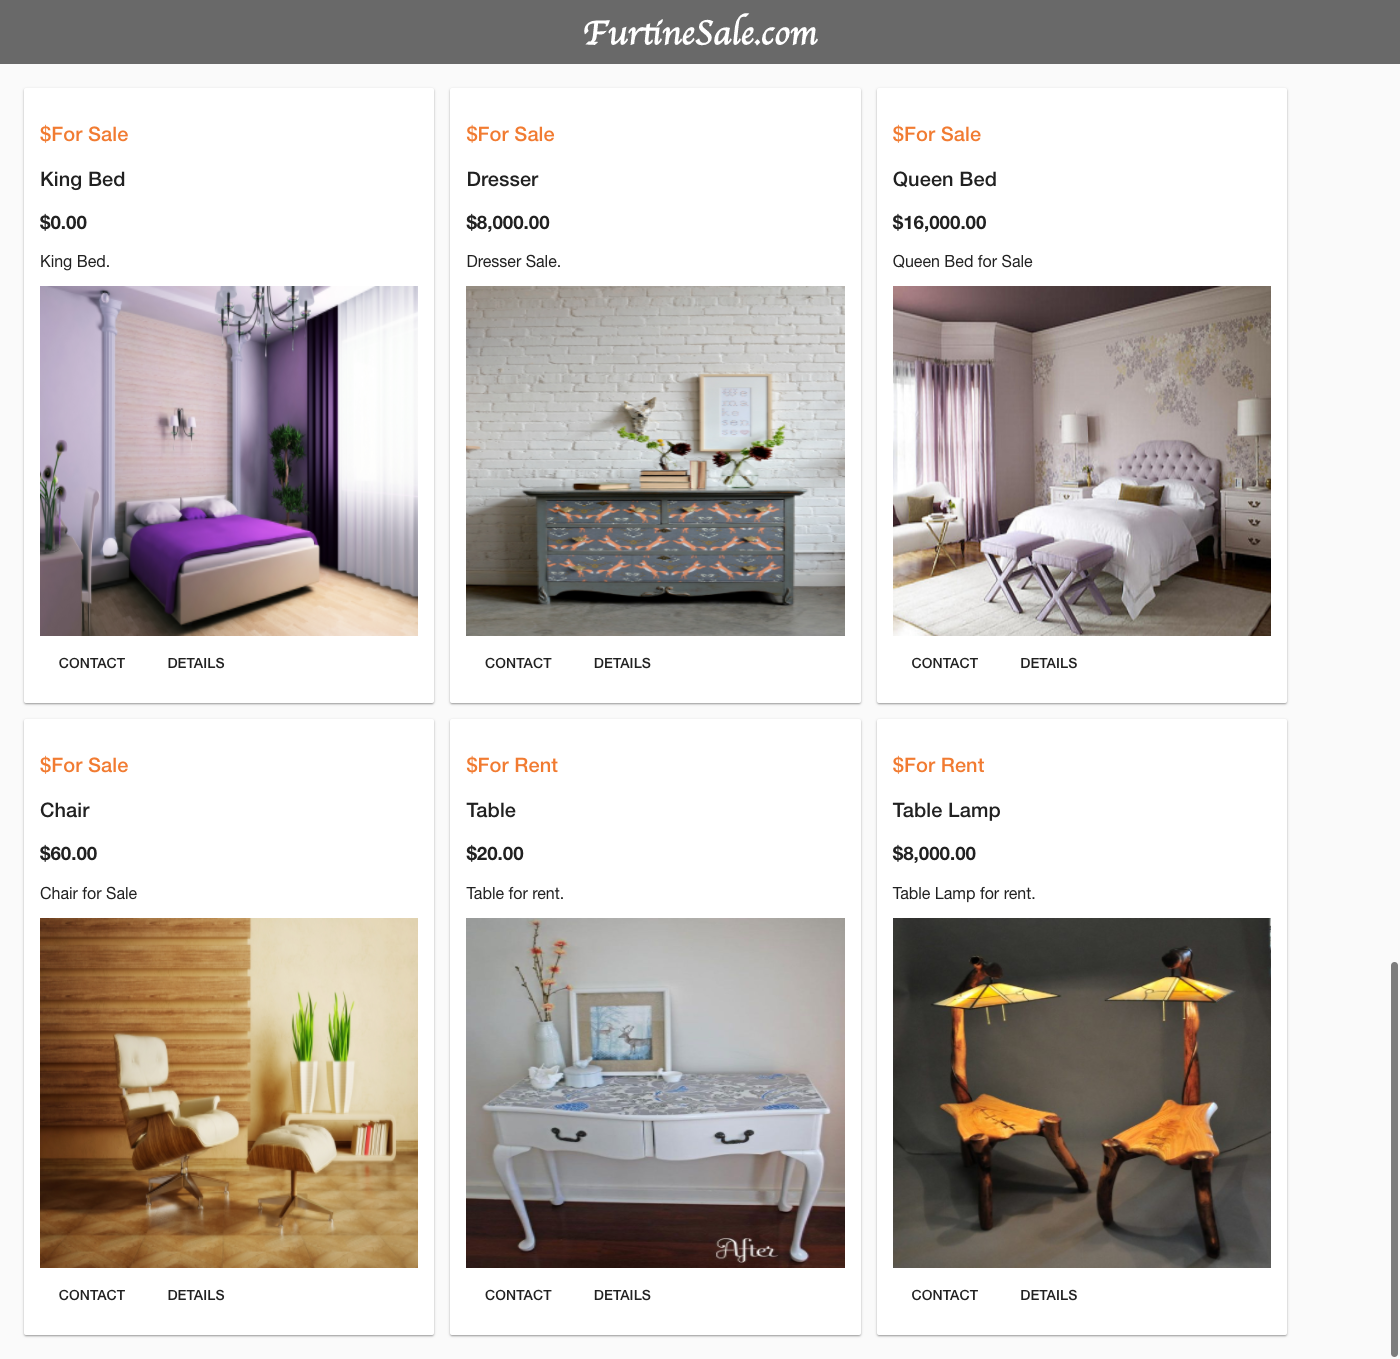 FurtineSale.com
$For Sale
King Bed
$0.00
King Bed.
CONTACT DETAILS
$For Sale
Dresser
$8,000.00
Dresser Sale.
CONTACT DETAILS
$For Sale
Queen Bed
$16,000.00
Queen Bed for Sale
CONTACT DETAILS
$For Sale
Chair
$60.00
Chair for Sale
CONTACT DETAILS
$For Rent
Table
$20.00
Table for rent.
After
CONTACT DETAILS
$For Rent
Table Lamp
$8,000.00
Table Lamp for rent.
CONTACT DETAILS